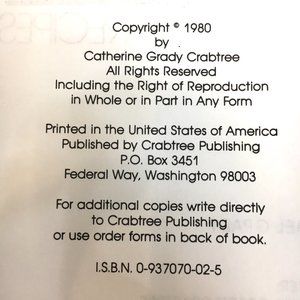 Copyright © 1980
by
Catherine Grady Crabtree
All Rights Reserved
Including the Right of Reproduction
in Whole or in Part in Any Form
Printed in the United States of America
Published by Crabtree Publishing
P.O. Box 3451
Federal Way, Washington 98003
For additional copies write directly
to Crabtree Publishing
or use order forms in back of book.
I.S.B.N. 0-937070-02-5